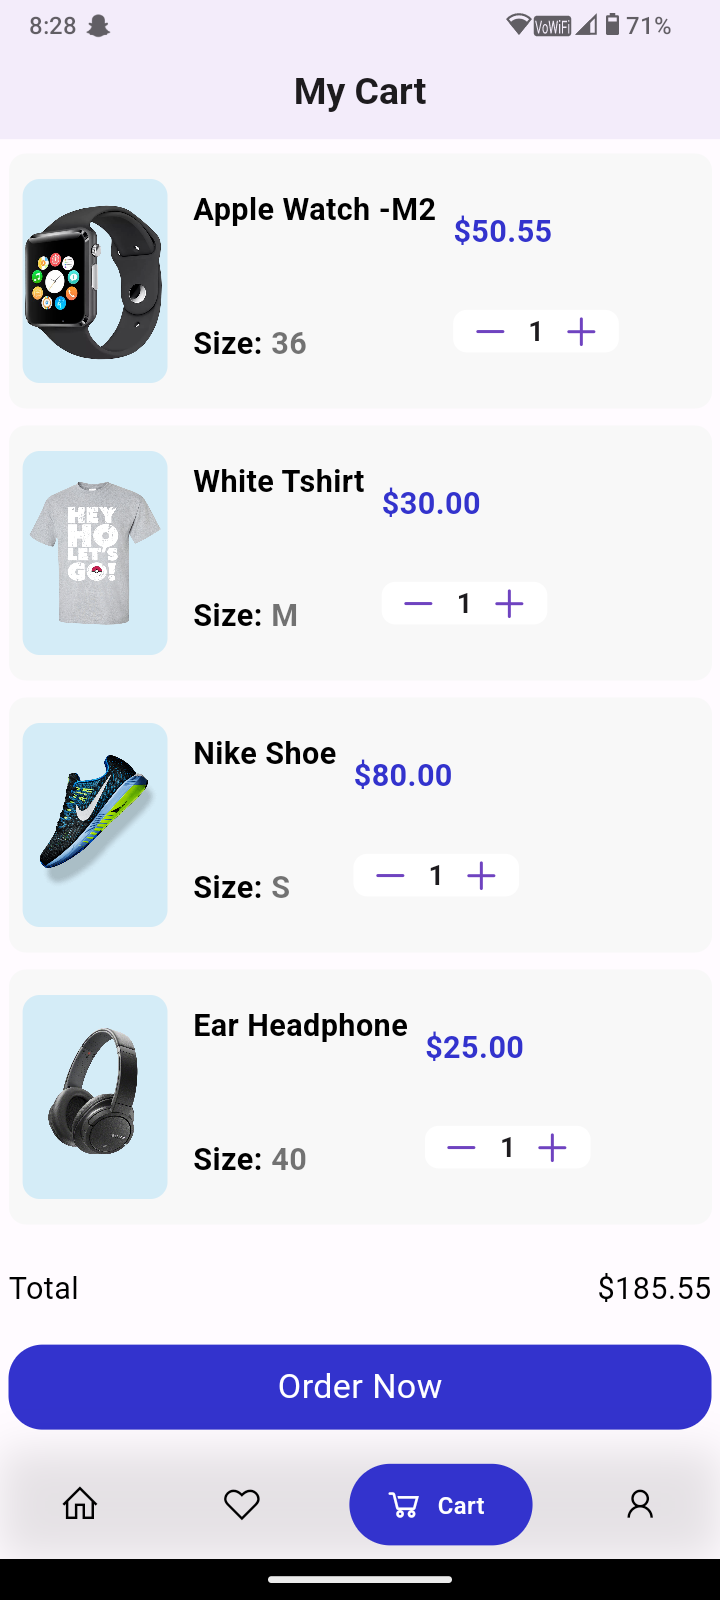 8:28 VoWiFi 71%
My Cart
Apple Watch -M2
$50.55
Size: 36
1
White Tshirt
$30.00
HEY
HO
LET'S
GO!
Size: M
1
Nike Shoe
$80.00
Size: S
1
Ear Headphone
$25.00
Size: 40
1
Total $185.55
Order Now
Cart